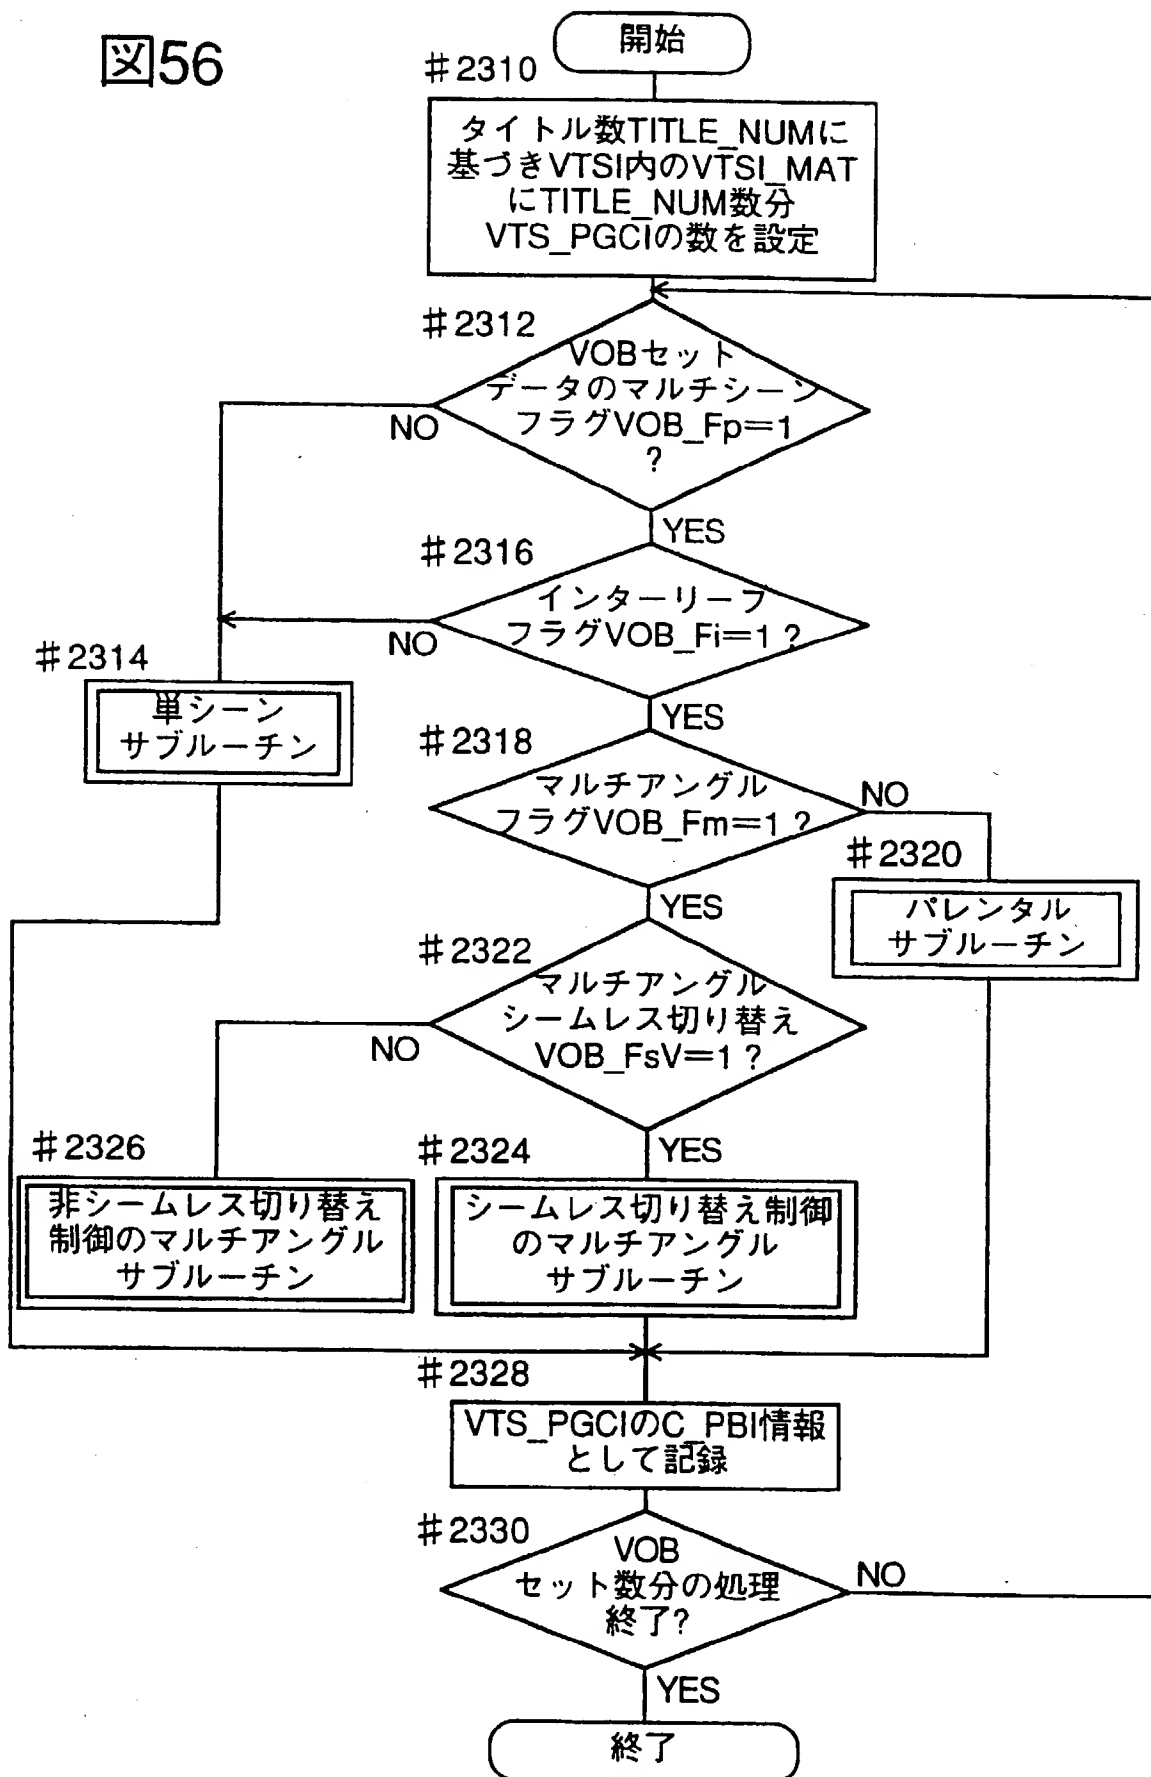 図56
開始
#2310
タイトル数TITLE_NUMに
基づきVTSI内のVTSI_MAT
にTITLE_NUM数分
VTS_PGCIの数を設定
#2312
VOBセット
データのマルチシーン
フラグVOB_Fp=1
?
NO
YES
#2316
インターリーフ
フラグVOB_Fi=1?
NO
YES
#2314
単シーン
サブルーチン
#2318
マルチアングル
フラグVOB_Fm=1?
NO
YES
#2320
パレンタル
サブルーチン
#2322
マルチアングル
シームレス切り替え
VOB_FsV=1?
NO
YES
#2326
非シームレス切り替え
制御のマルチアングル
サブルーチン
#2324
シームレス切り替え制御
のマルチアングル
サブルーチン
#2328
VTS_PGCIのC_PBI情報
として記録
#2330
VOB
セット数分の処理
終了?
NO
YES
終了